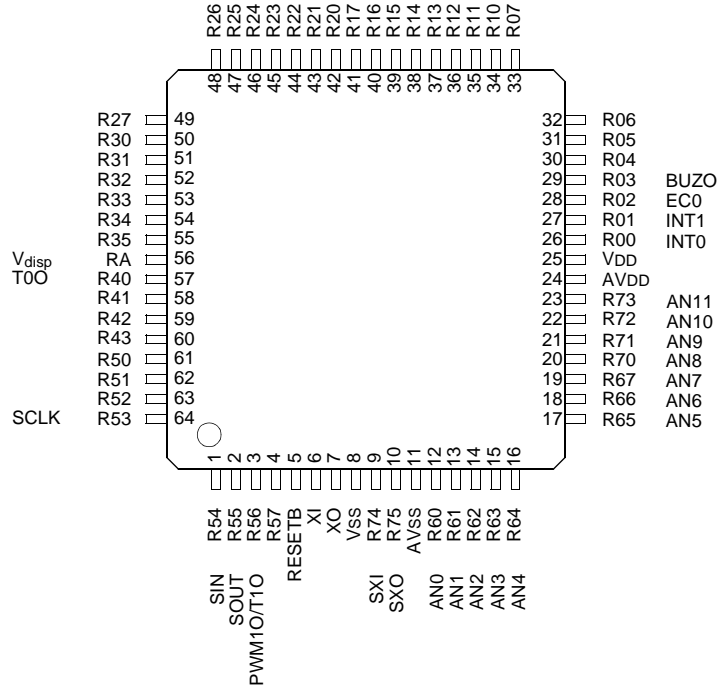 R26 R25 R24 R23 R22 R21 R20 R17 R16 R15 R14 R13 R12 R11 R10 R07
48 47 46 45 44 43 42 41 40 39 38 37 36 35 34 33
R27 49 32 R06
R30 50 31 R05
R31 51 30 R04
R32 52 29 R03 BUZO
R33 53 28 R02 EC0
R34 54 27 R01 INT1
R35 55 26 R00 INT0
Vdisp RA 56 25 VDD
T0O R40 57 24 AVDD
R41 58 23 R73 AN11
R42 59 22 R72 AN10
R43 60 21 R71 AN9
R50 61 20 R70 AN8
R51 62 19 R67 AN7
R52 63 18 R66 AN6
SCLK R53 64 17 R65 AN5
1 2 3 4 5 6 7 8 9 10 11 12 13 14 15 16
R54 R55 R56 R57 RESETB XI XO VSS R74 R75 AVSS R60 R61 R62 R63 R64
SIN SOUT PWM1O/T1O SXI SXO AN0 AN1 AN2 AN3 AN4